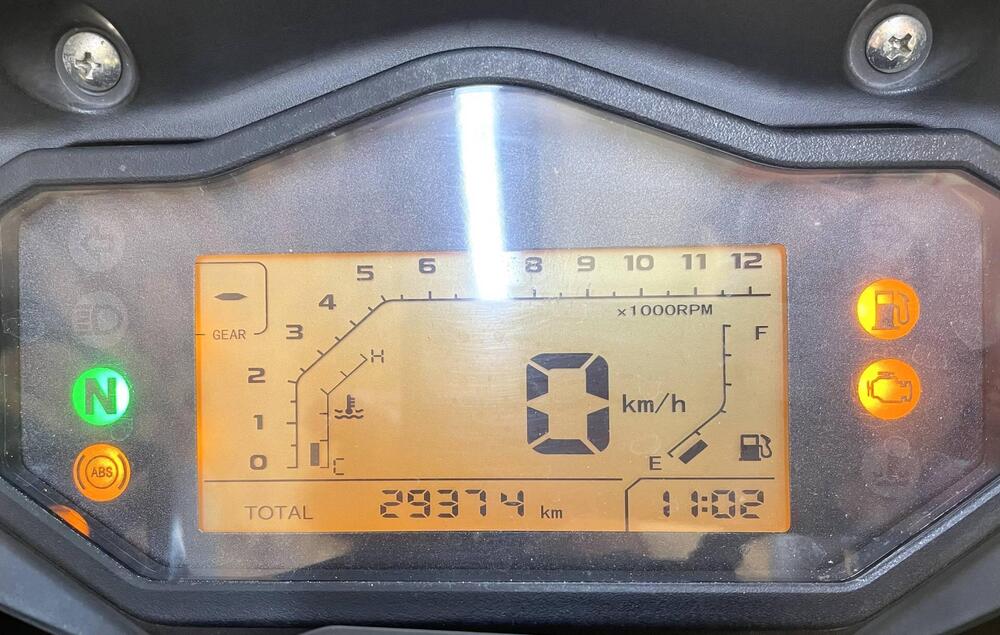 5 6 8 9 10 11 12
4
×1000RPM
3
GEAR
F
H
2
N
km/h
1
0
km/h
ABS
0
C
E
TOTAL 29374 km 11:02